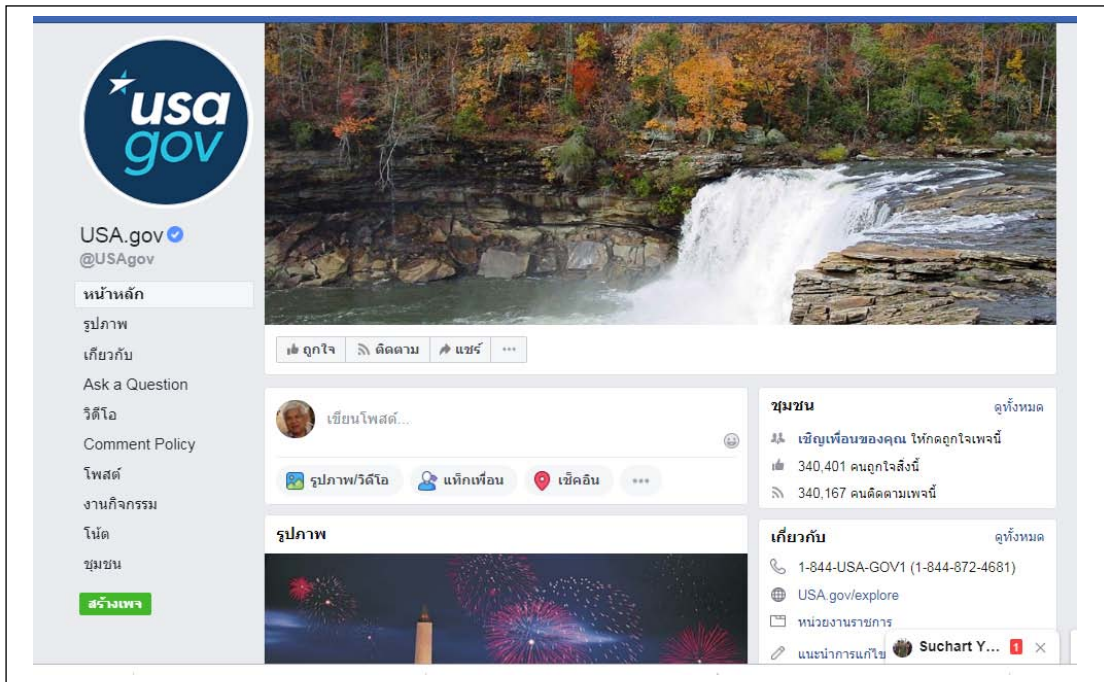 usa
gov
USA.gov
@USAgov
หน้าหลัก
รูปภาพ
เกี่ยวกับ
Ask a Question
วิดีโอ
Comment Policy
โพสต์
งานกิจกรรม
โน้ต
ชุมชน
สร้างเพจ
ถูกใจ ติดตาม แชร์ ...
เขียนโพสต์...
รูปภาพ/วิดีโอ แท็กเพื่อน เช็คอิน ...
รูปภาพ
ชุมชน ดูทั้งหมด
เชิญเพื่อนของคุณ ให้กดถูกใจเพจนี้
340,401 คนถูกใจสิ่งนี้
340,167 คนติดตามเพจนี้
เกี่ยวกับ ดูทั้งหมด
1-844-USA-GOV1 (1-844-872-4681)
USA.gov/explore
หน่วยงานราชการ
แนะนำการแก้ไข
Suchart Y... 1